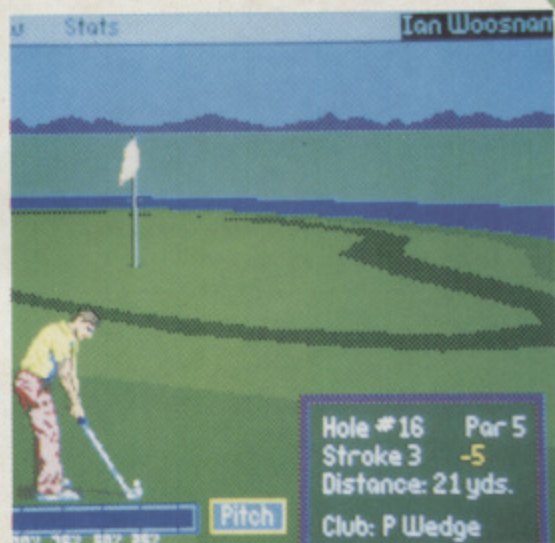 Stats
Ian Woosnam
Hole #16 Par 5
Stroke 3 -5
Distance: 21 yds.
Club: P Wedge
Pitch